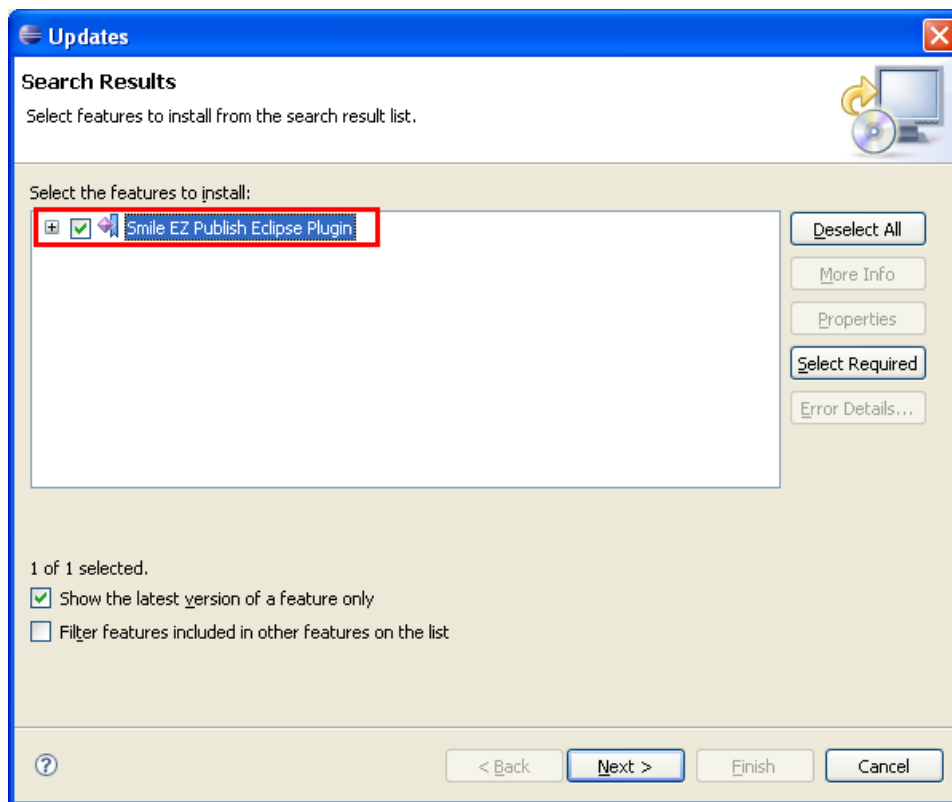 Updates
Search Results
Select features to install from the search result list.
Select the features to install:
Smile EZ Publish Eclipse Plugin
Deselect All
More Info
Properties
Select Required
Error Details...
1 of 1 selected.
Show the latest version of a feature only
Filter features included in other features on the list
< Back
Next >
Finish
Cancel